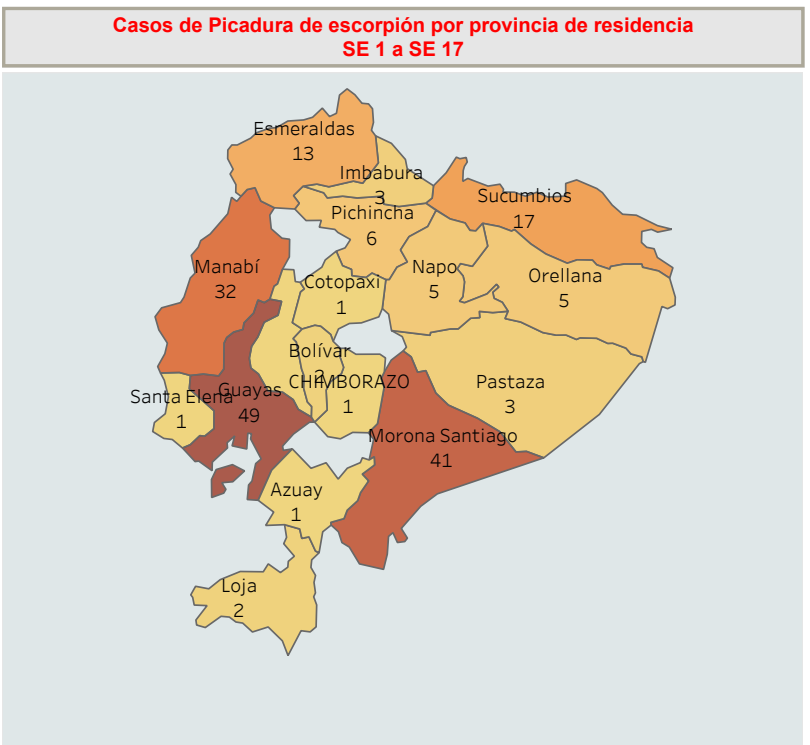 Casos de Picadura de escorpión por provincia de residencia
SE 1 a SE 17
Esmeraldas
13
Imbabura
3
Sucumbios
17
Pichincha
6
Manabí
32
Cotopaxi
1
Napo
5
Orellana
5
Bolívar
2
CHIMBORAZO
1
Santa Elena
1
Guayas
49
Pastaza
3
Morona Santiago
41
Azuay
1
Loja
2